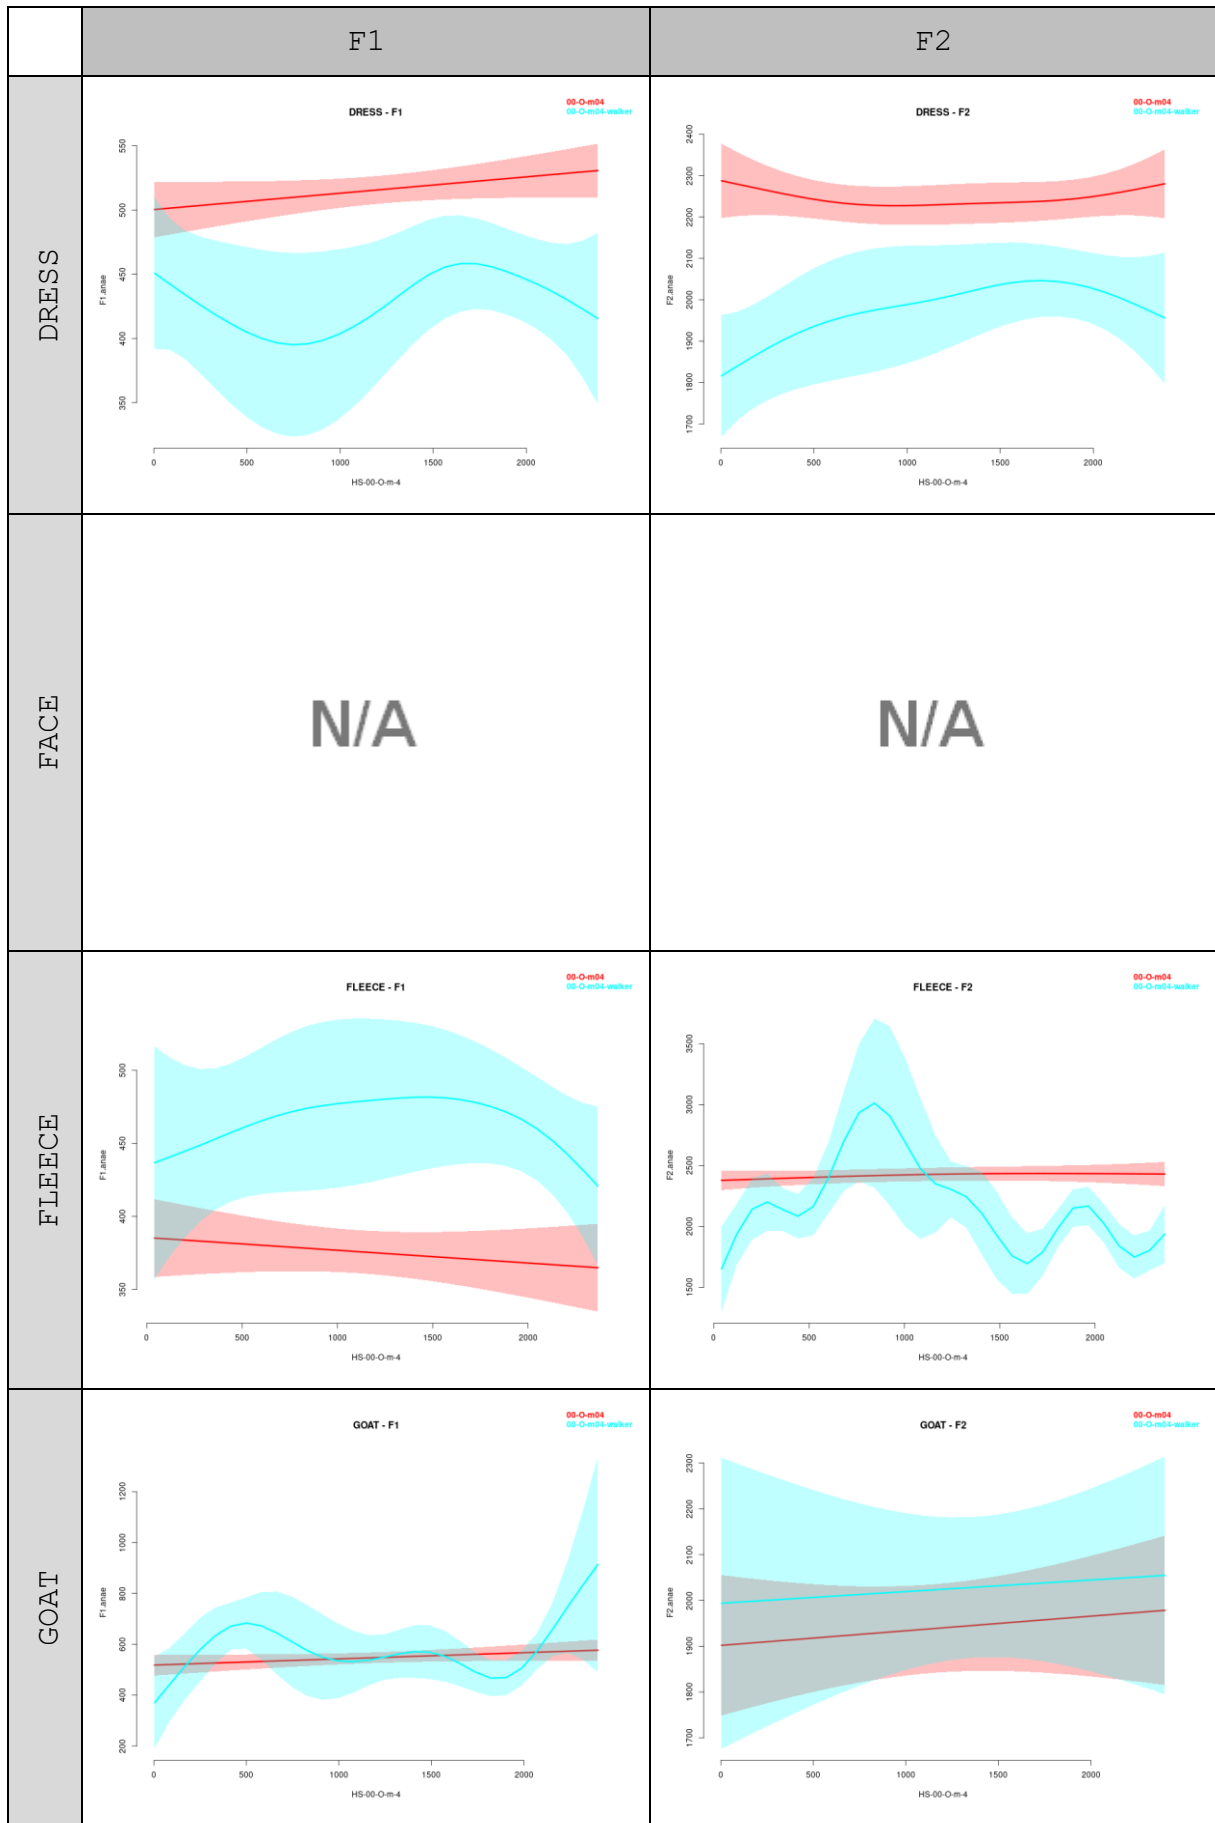 F1
F2
DRESS
DRESS - F1
00-O-m04
00-O-m04-walker
F1.anae
550
500
450
400
350
0 500 1000 1500 2000
HS-00-O-m-4
DRESS - F2
00-O-m04
00-O-m04-walker
F2.anae
2400
2300
2200
2100
2000
1900
1800
1700
0 500 1000 1500 2000
HS-00-O-m-4
FACE
N/A
N/A
FLEECE
FLEECE - F1
00-O-m04
00-O-m04-walker
F1.anae
500
450
400
350
0 500 1000 1500 2000
HS-00-O-m-4
FLEECE - F2
00-O-m04
00-O-m04-walker
F2.anae
3500
3000
2500
2000
1500
0 500 1000 1500 2000
HS-00-O-m-4
GOAT
GOAT - F1
00-O-m04
00-O-m04-walker
F1.anae
1200
1000
800
600
400
200
0 500 1000 1500 2000
HS-00-O-m-4
GOAT - F2
00-O-m04
00-O-m04-walker
F2.anae
2300
2200
2100
2000
1900
1800
1700
0 500 1000 1500 2000
HS-00-O-m-4